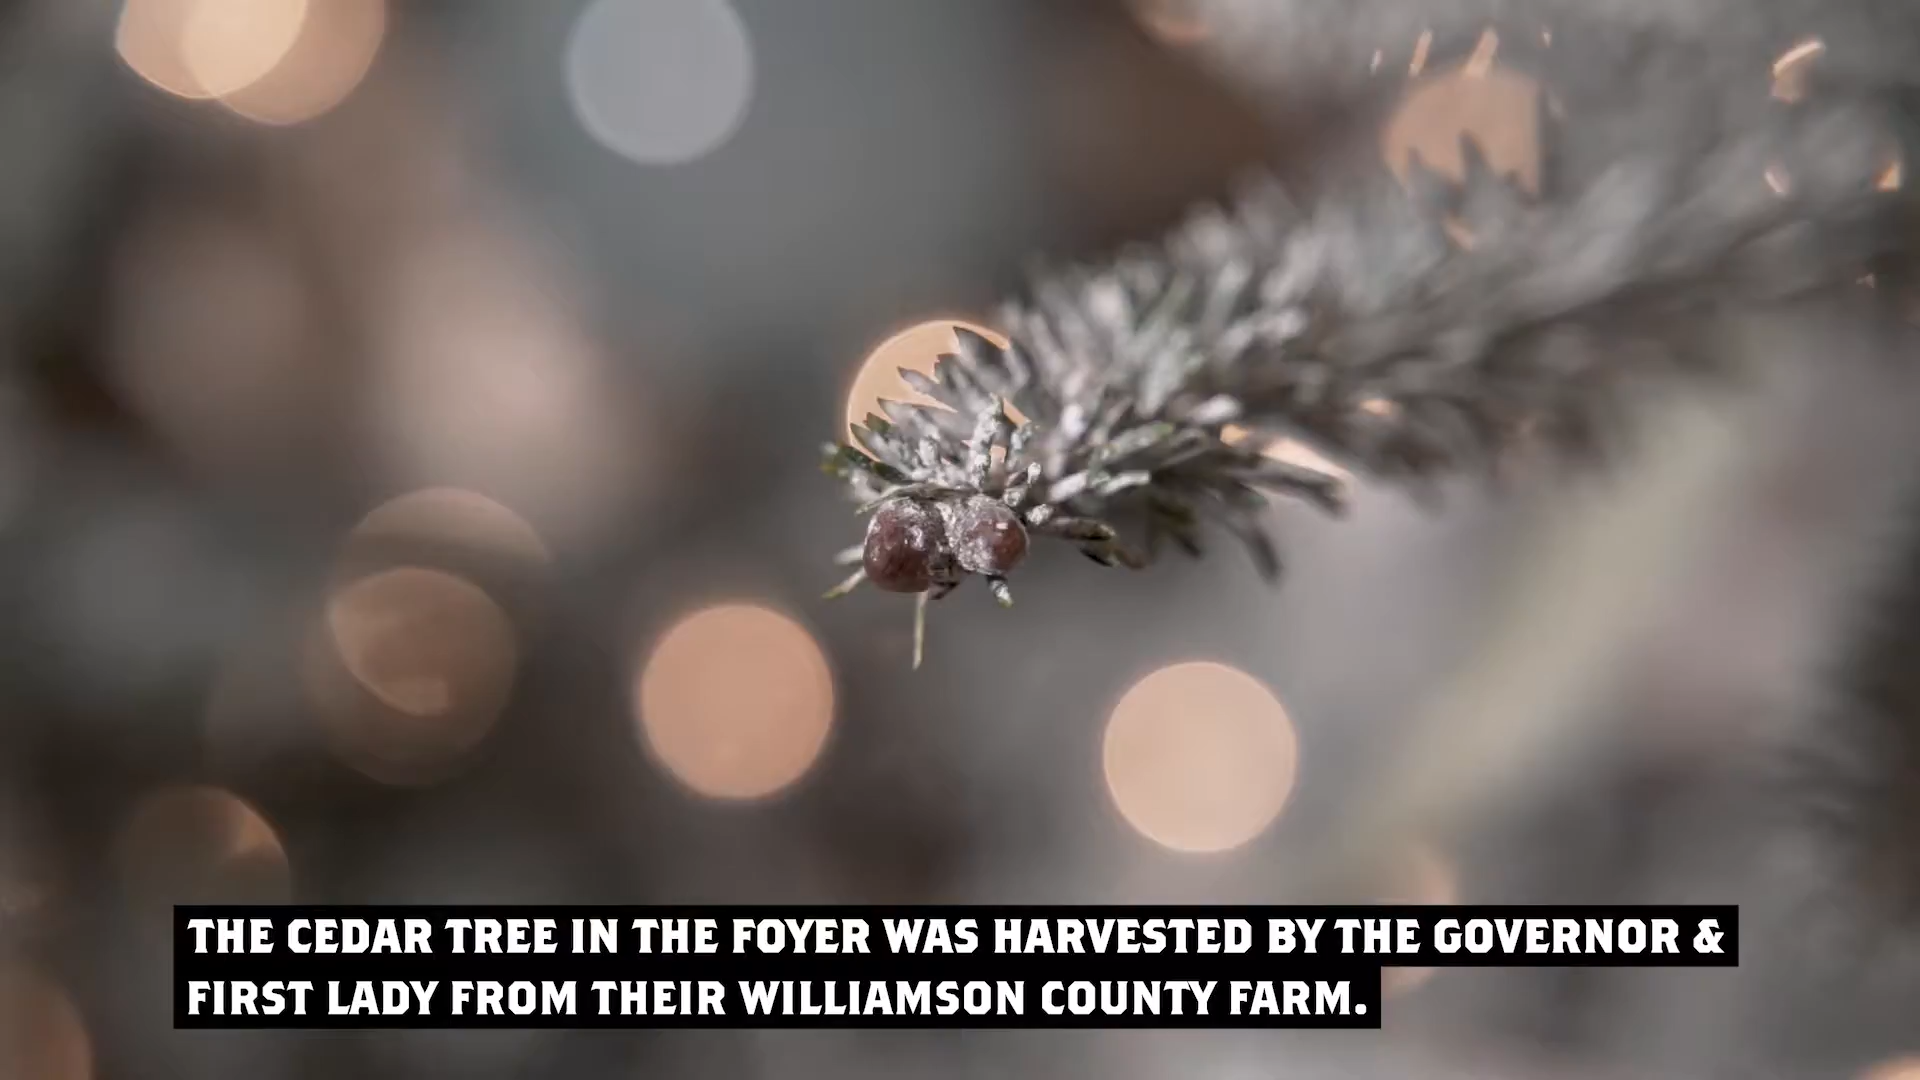 THE CEDAR TREE IN THE FOYER WAS HARVESTED BY THE GOVERNOR &
FIRST LADY FROM THEIR WILLIAMSON COUNTY FARM.